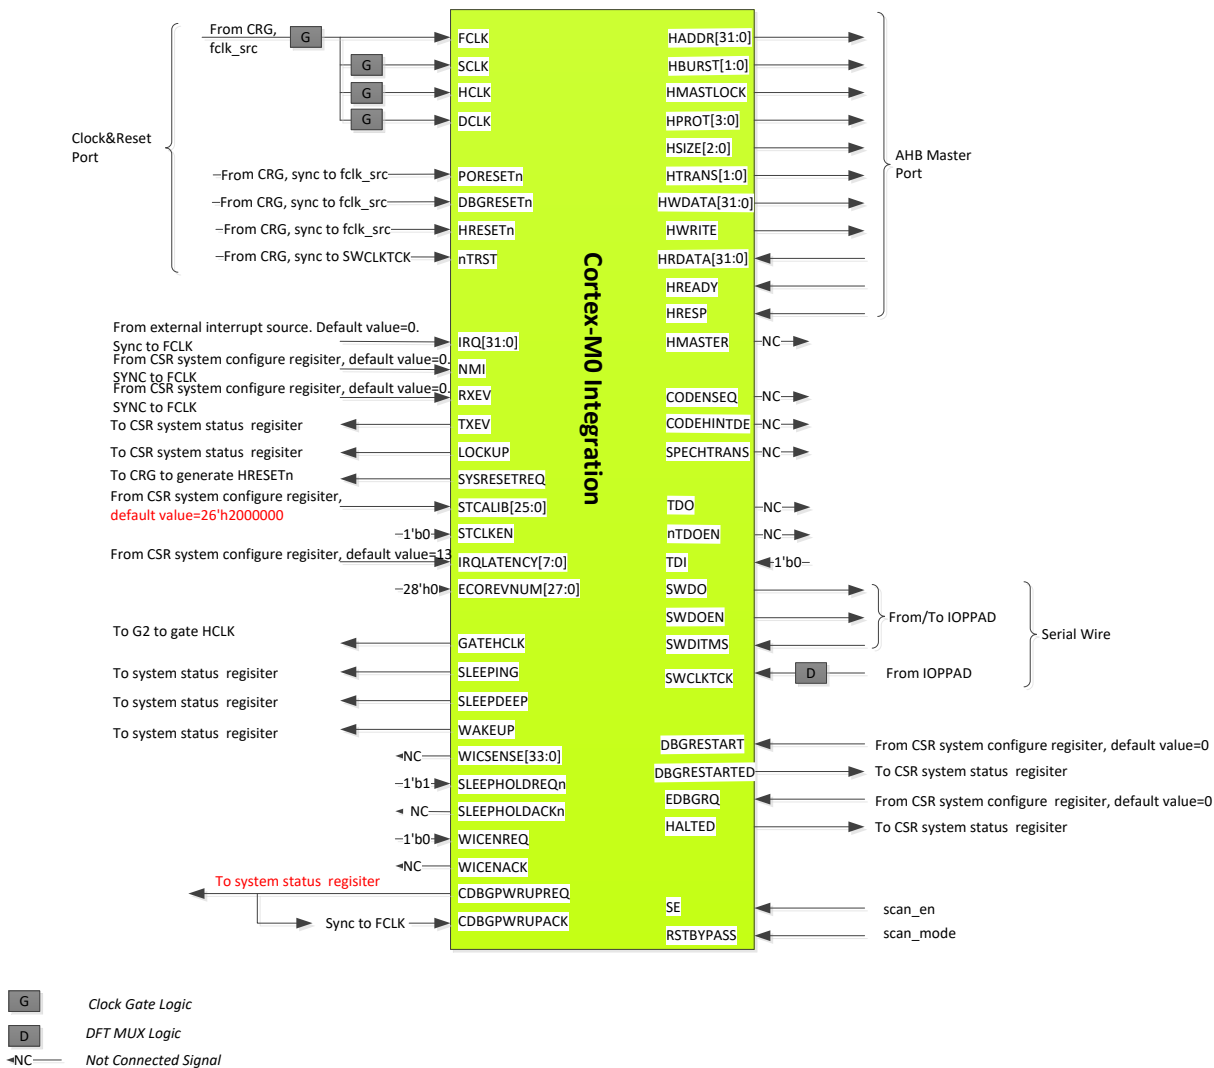 From CRG,
fclk_src
G
G
G
G
Clock&Reset
Port
From CRG, sync to fclk_src
From CRG, sync to fclk_src
From CRG, sync to fclk_src
From CRG, sync to SWCLKTCK
From external interrupt source. Default value=0.
Sync to FCLK
From CSR system configure regisiter, default value=0.
SYNC to FCLK
From CSR system configure regisiter, default value=0.
SYNC to FCLK
To CSR system status regisiter
To CSR system status regisiter
To CRG to generate HRESETn
From CSR system configure regisiter,
default value=26'h2000000
1'b0
From CSR system configure regisiter, default value=13
28'h0
To G2 to gate HCLK
To system status regisiter
To system status regisiter
To system status regisiter
NC
1'b1
NC
1'b0
NC
To system status regisiter
Sync to FCLK
FCLK
SCLK
HCLK
DCLK
PORESETn
DBGRESETn
HRESETn
nTRST
IRQ[31:0]
NMI
RXEV
TXEV
LOCKUP
SYSRESETREQ
STCALIB[25:0]
STCLKEN
IRQLATENCY[7:0]
ECOREVNUM[27:0]
GATEHCLK
SLEEPING
SLEEPDEEP
WAKEUP
WICSENSE[33:0]
SLEEPHOLDREQn
SLEEPHOLDACKn
WICENREQ
WICENACK
CDBGPWRUPREQ
CDBGPWRUPACK
Cortex-M0 Integration
HADDR[31:0]
HBURST[1:0]
HMASTLOCK
HPROT[3:0]
HSIZE[2:0]
HTRANS[1:0]
HWDATA[31:0]
HWRITE
HRDATA[31:0]
HREADY
HRESP
HMASTER
CODENSEQ
CODEHINTDE
SPECHTRANS
TDO
nTDOEN
TDI
SWDO
SWDOEN
SWDITMS
SWCLKTCK
DBGRESTART
DBGRESTARTED
EDBGRQ
HALTED
SE
RSTBYPASS
AHB Master
Port
NC
NC
NC
NC
NC
NC
1'b0
From/To IOPPAD
Serial Wire
D
From IOPPAD
From CSR system configure regisiter, default value=0
To CSR system status regisiter
From CSR system configure regisiter, default value=0
To CSR system status regisiter
scan_en
scan_mode
G
Clock Gate Logic
D
DFT MUX Logic
NC
Not Connected Signal